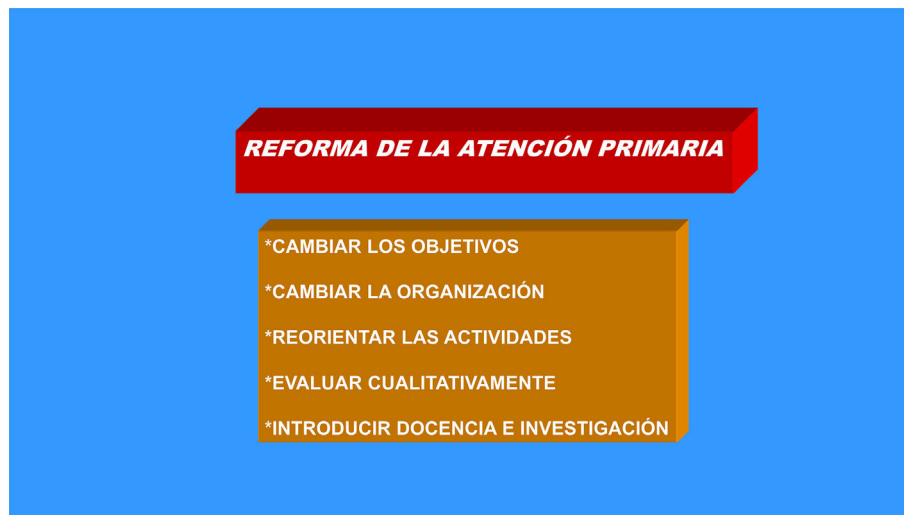 REFORMA DE LA ATENCIÓN PRIMARIA
*CAMBIAR LOS OBJETIVOS
*CAMBIAR LA ORGANIZACIÓN
*REORIENTAR LAS ACTIVIDADES
*EVALUAR CUALITATIVAMENTE
*INTRODUCIR DOCENCIA E INVESTIGACIÓN